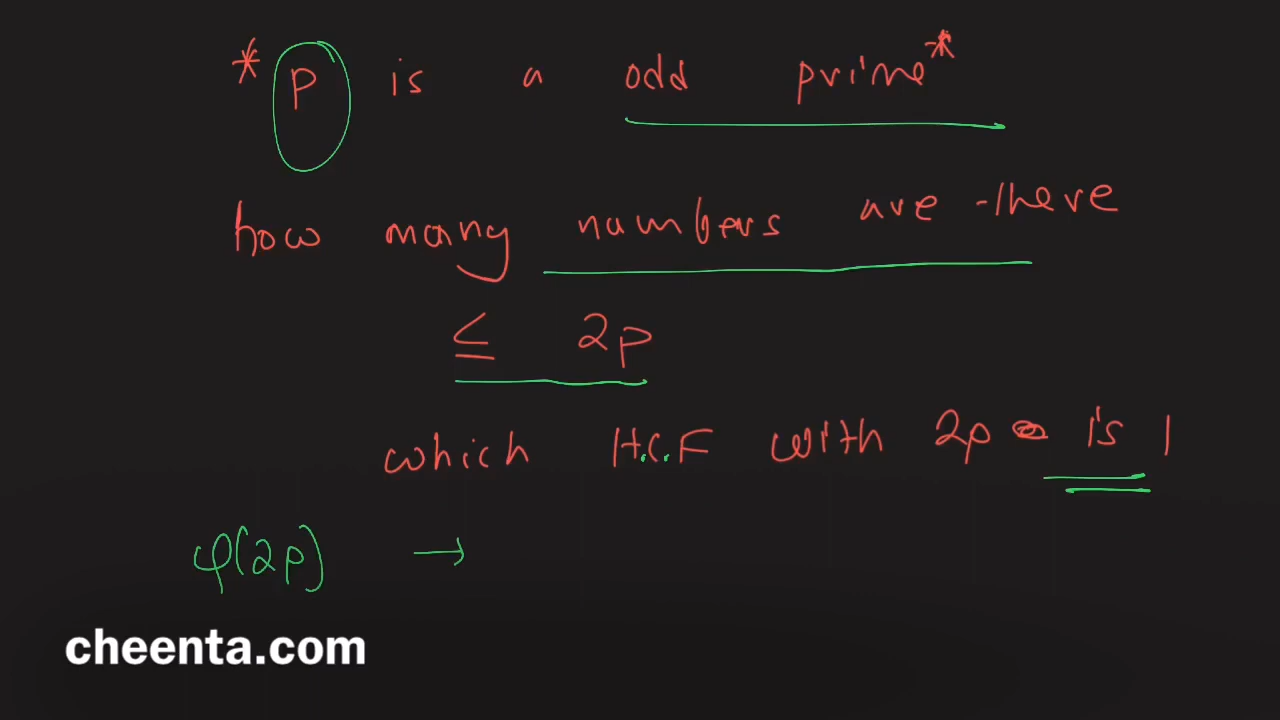 * p is a odd prime*
how many numbers are there
≤ 2p
which H.C.F with 2p is 1
φ(2p) →
cheenta.com